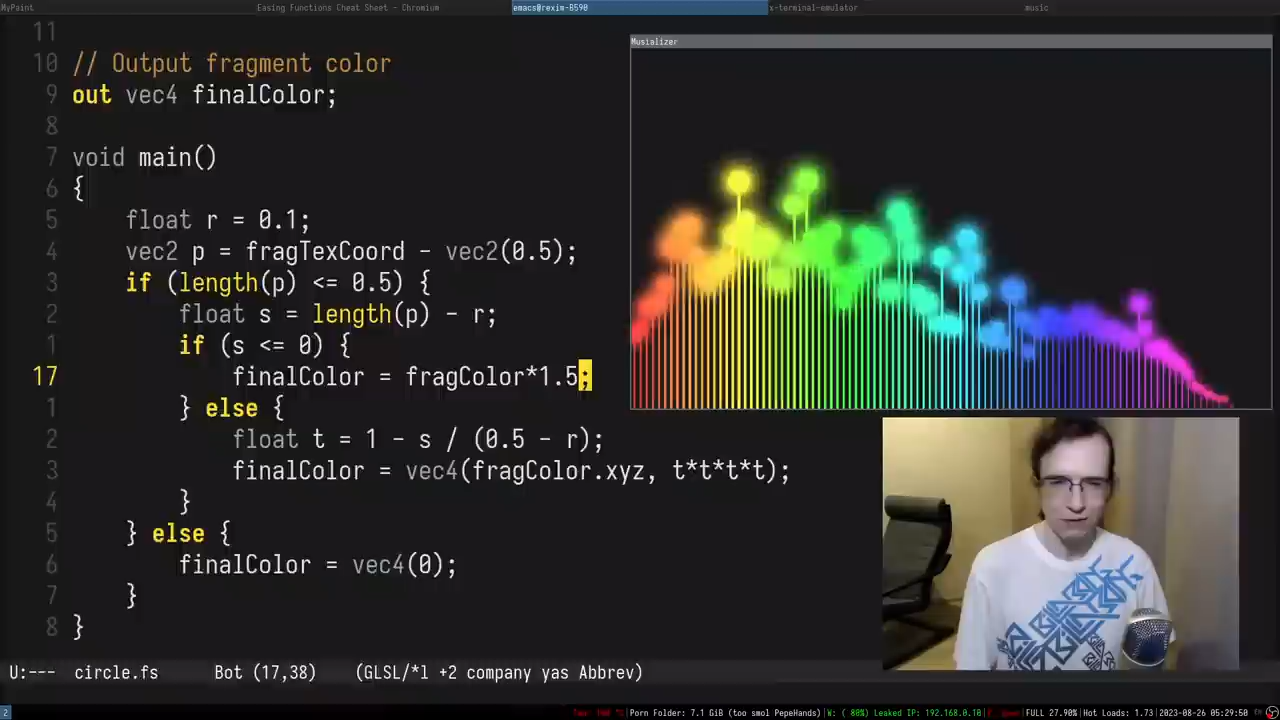 MyPaint
Easing Functions Cheat Sheet - Chromium
emacs@rexim-B590
x-terminal-emulator
music
11
10 // Output fragment color
9 out vec4 finalColor;
8
7 void main()
6 {
5 float r = 0.1;
4 vec2 p = fragTexCoord - vec2(0.5);
3 if (length(p) <= 0.5) {
2 float s = length(p) - r;
1 if (s <= 0) {
17 finalColor = fragColor*1.5;
1 } else {
2 float t = 1 - s / (0.5 - r);
3 finalColor = vec4(fragColor.xyz, t*t*t*t);
4 }
5 } else {
6 finalColor = vec4(0);
7 }
8 }
Musializer
U:--- circle.fs Bot (17,38) (GLSL/*l +2 company yas Abbrev)
2
Porn Folder: 7.1 GiB (too smol PepeHands)
W: ( 80%) Leaked IP: 192.168.0.10
FULL 27.90%
Hot Loads: 1.73
2023-08-26 05:29:50